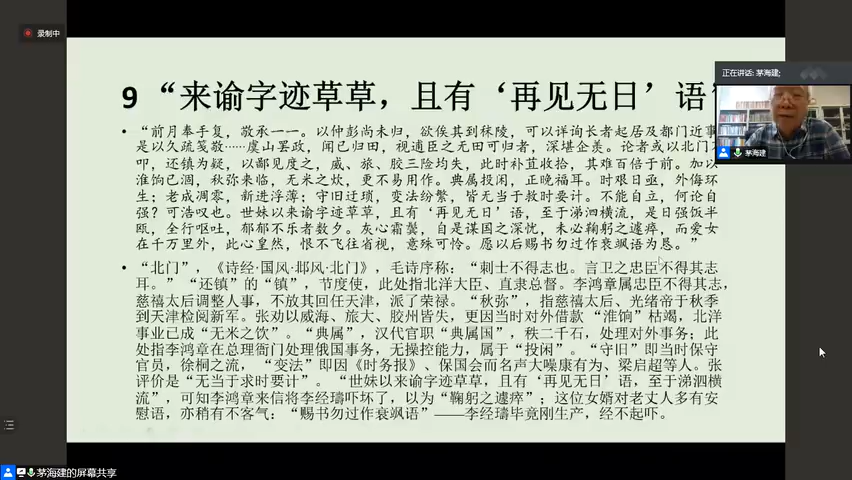 录制中
正在讲话: 茅海建;
9 “来谕字迹草草，且有‘再见无日’语”
• “前月奉手复，敬承一一。以仲彭尚未归，欲俟其到秣陵，可以详询长者起居及都门近事
是以久疏笺敬……虞山罢政，闻已归田，视逋臣之无田可归者，深堪企羡。论者或以北门
叩，还镇为疑，以鄙见度之，威、旅、胶三险均失，此时补苴收拾，其难百倍于前。加以
淮饷已涸，秋弥来临，无米之炊，更不易用作。典属投闲，正晚福耳。时艰日亟，外侮环
生；老成凋零，新进浮薄；守旧迂琐，变法纷繁，皆无当于救时要计。不能自立，何论自
强？可浩叹也。世妹以来谕字迹草草，且有‘再见无日’语，至于涕泗横流，是日强饭半
瓯，全行呕吐，郁郁不乐者数夕。灰心霜鬓，自是谋国之深忧，未必鞠躬之遽瘁，而爱女
在千万里外，此心皇然，恨不飞往省视，意殊可怜。愿以后赐书勿过作衰飒语为恳。”
• “北门”，《诗经·国风·邶风·北门》，毛诗序称：“刺士不得志也。言卫之忠臣不得其志
耳。” “还镇”的“镇”，节度使，此处指北洋大臣、直隶总督。李鸿章属忠臣不得其志，
慈禧太后调整人事，不放其回任天津，派了荣禄。“秋弥”，指慈禧太后、光绪帝于秋季
到天津检阅新军。张劝以威海、旅大、胶州皆失，更因当时对外借款 “淮饷”枯竭，北洋
事业已成“无米之饮”。“典属”，汉代官职“典属国”，秩二千石，处理对外事务；此
处指李鸿章在总理衙门处理俄国事务，无操控能力，属于“投闲”。“守旧”即当时保守
官员，徐桐之流，“变法”即因《时务报》、保国会而名声大噪康有为、梁启超等人。张
评价是“无当于求时要计”。 “世妹以来谕字迹草草，且有‘再见无日’语，至于涕泗横
流”，可知李鸿章来信将李经璹吓坏了，以为“鞠躬之遽瘁”；这位女婿对老丈人多有安
慰语，亦稍有不客气：“赐书勿过作衰飒语”——李经璹毕竟刚生产，经不起吓。
茅海建
茅海建的屏幕共享